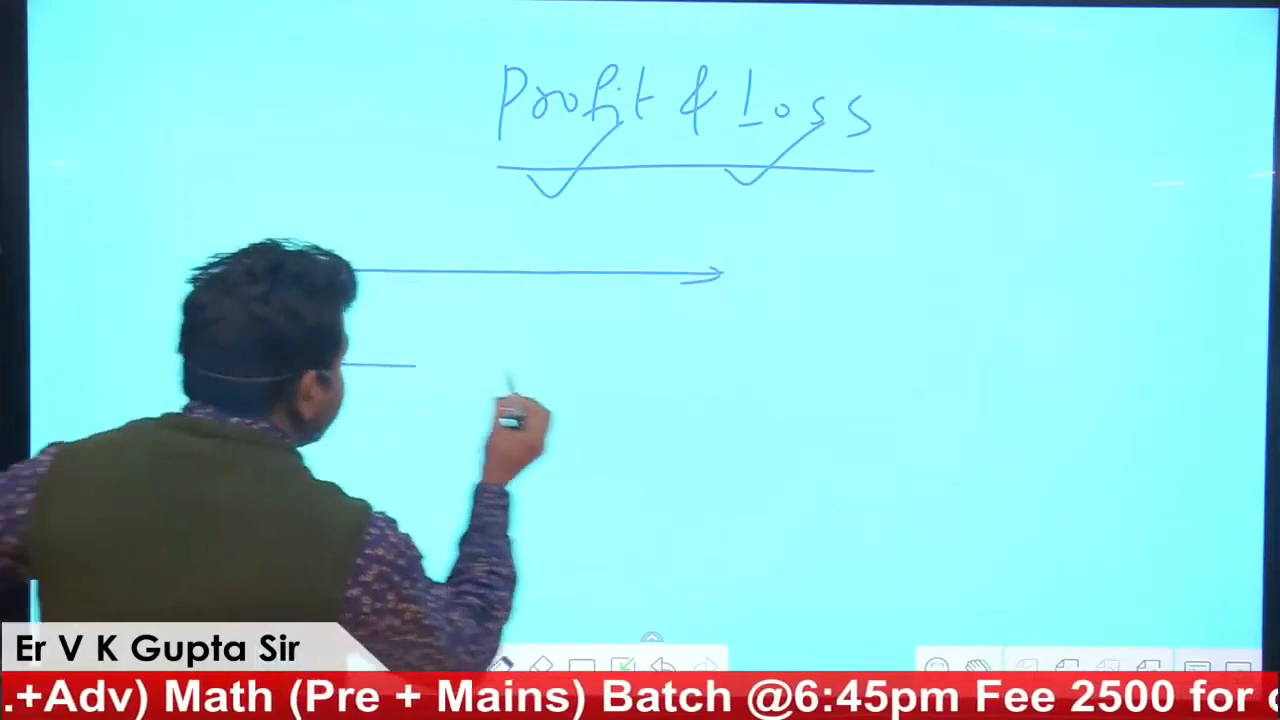 Profit & Loss
Er V K Gupta Sir
.+Adv) Math (Pre + Mains) Batch @6:45pm Fee 2500 for